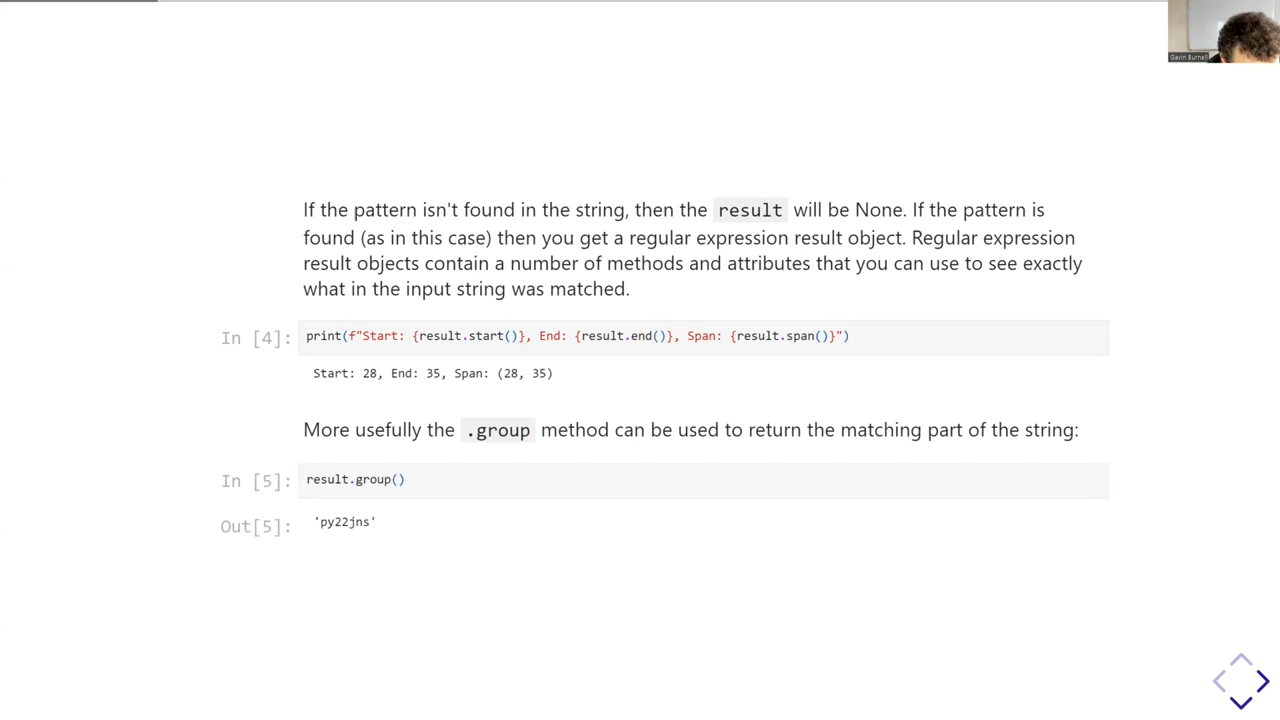 Gavin Burnell
If the pattern isn't found in the string, then the result will be None. If the pattern is
found (as in this case) then you get a regular expression result object. Regular expression
result objects contain a number of methods and attributes that you can use to see exactly
what in the input string was matched.
In [4]: print(f"Start: {result.start()}, End: {result.end()}, Span: {result.span()}")
Start: 28, End: 35, Span: (28, 35)
More usefully the .group method can be used to return the matching part of the string:
In [5]: result.group()
Out[5]: 'py22jns'